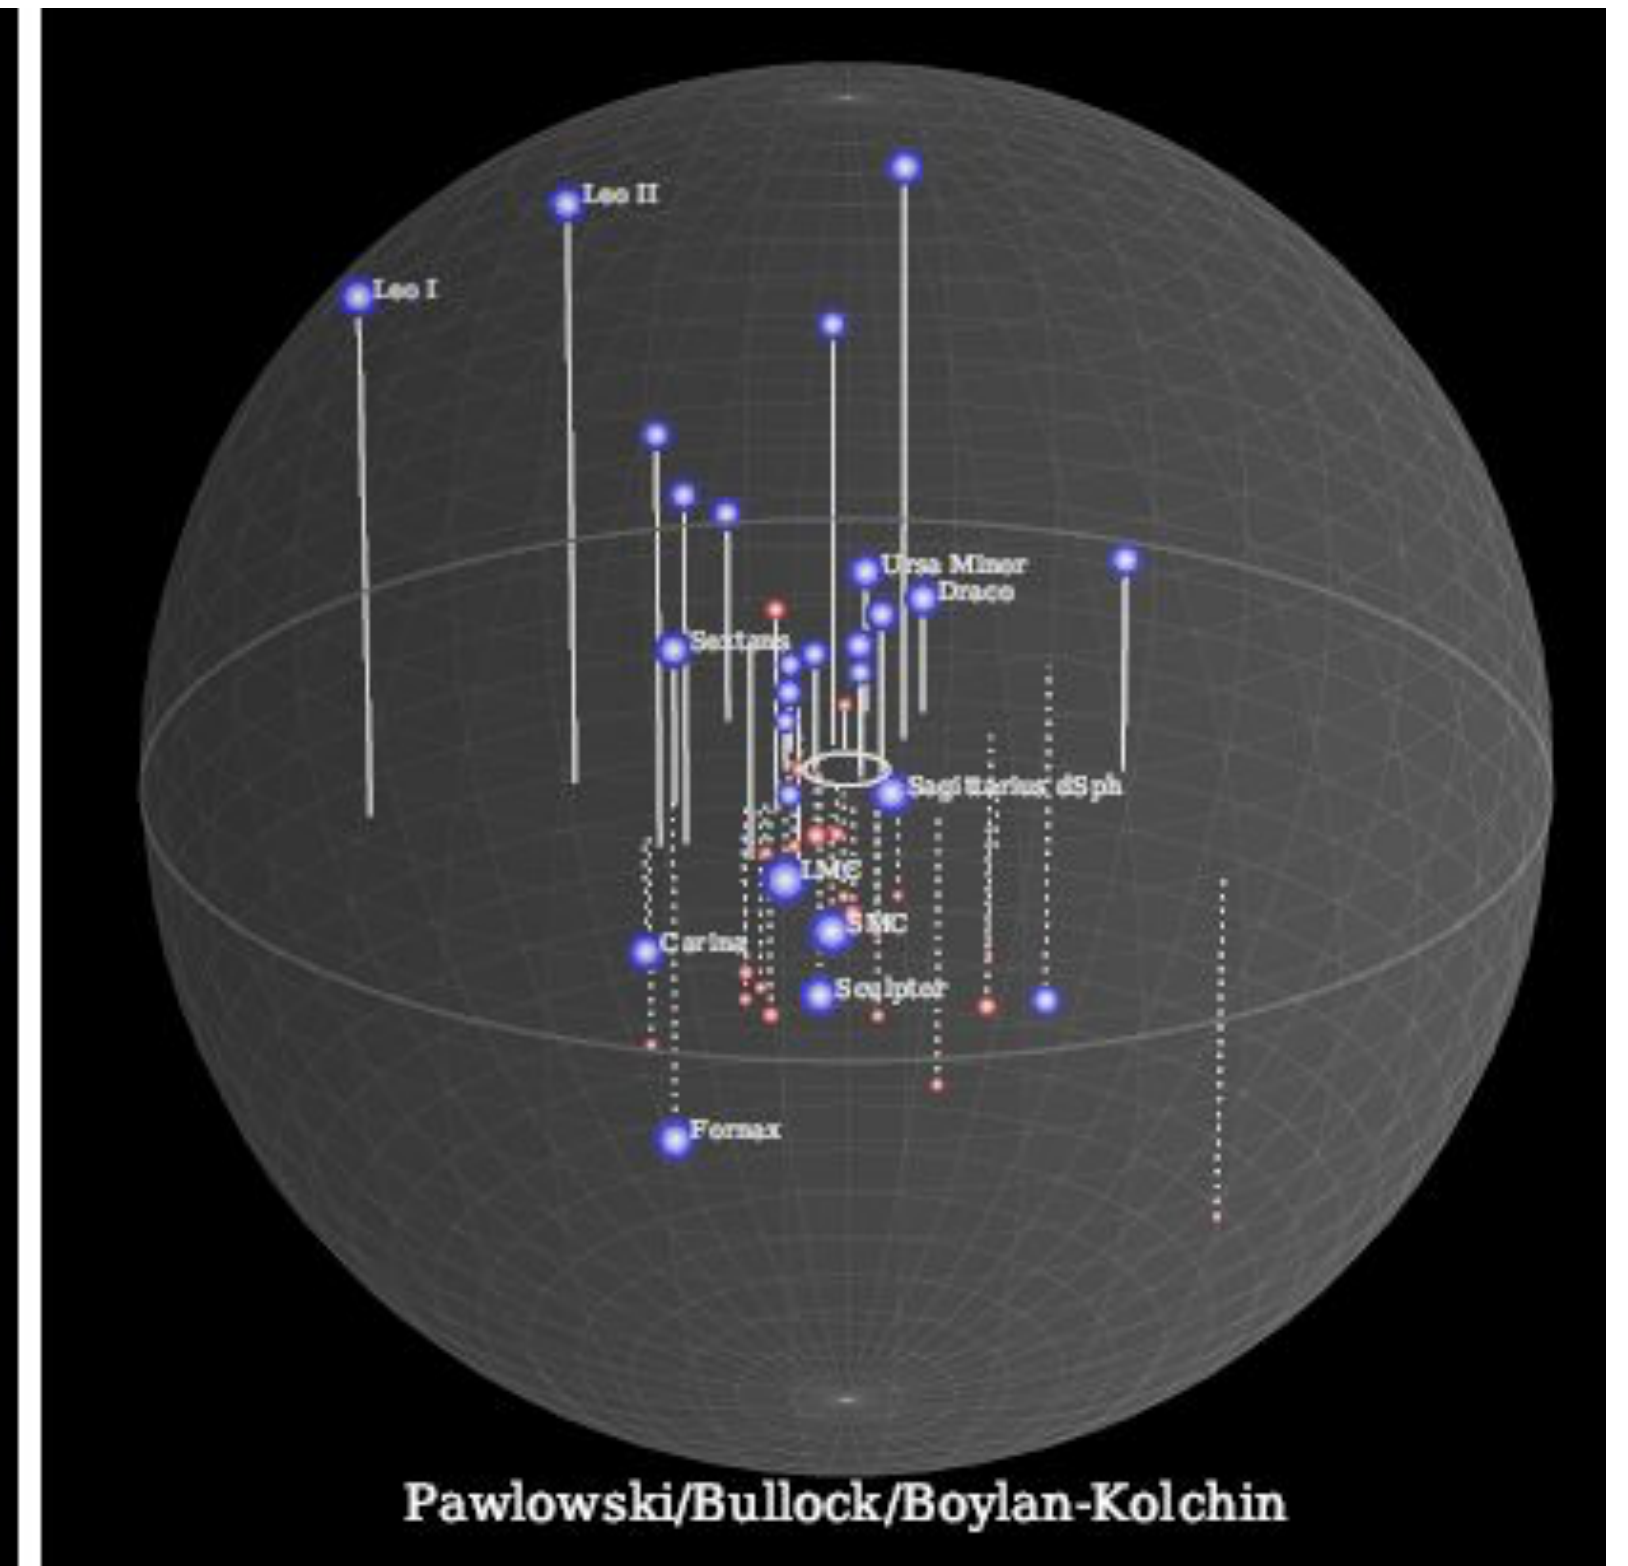 Leo II
Leo I
Ursa Minor
Draco
Sextans
Sagittarius dSph
LMC
SMC
Carina
Sculptor
Fornax
Pawlowski/Bullock/Boylan-Kolchin